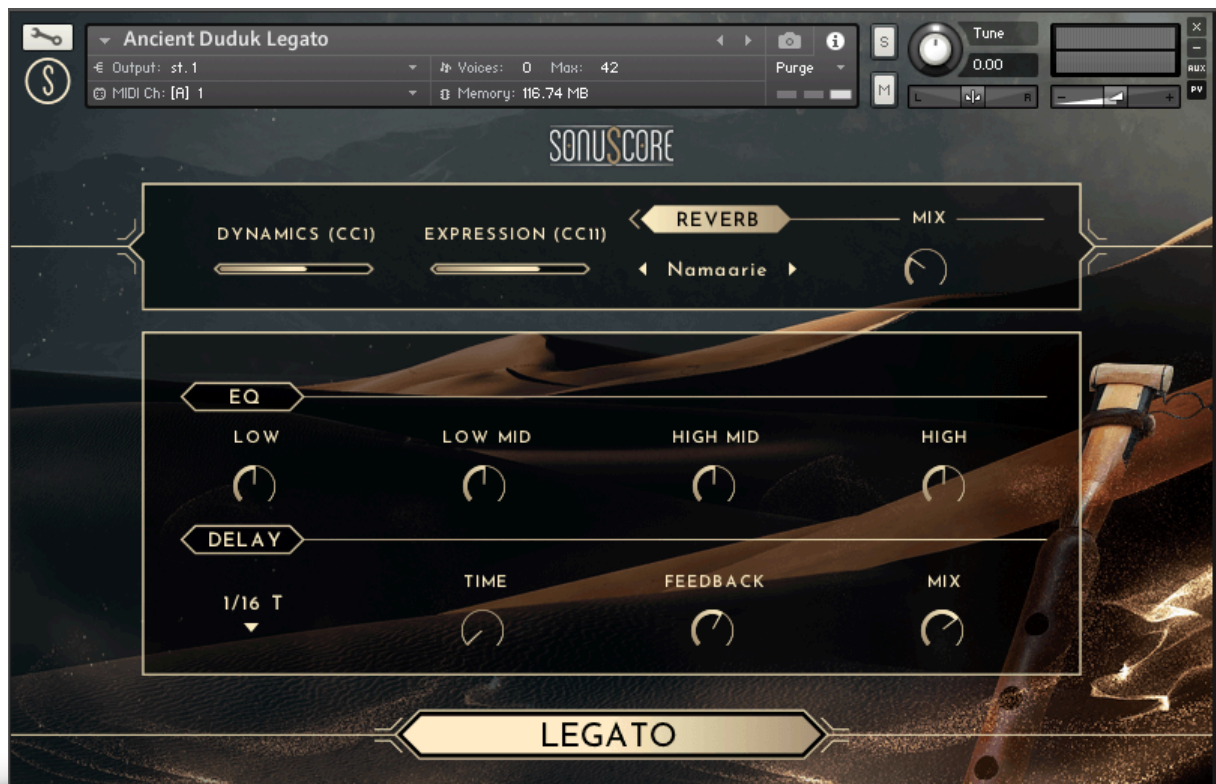 Ancient Duduk Legato
Output: st. 1
Voices: 0 Max: 42
Purge
MIDI Ch: [A] 1
Memory: 116.74 MB
S
M
Tune
0.00
L R
- +
×
-
AUX
PV
S
i
SONUSCORE
DYNAMICS (CC1)
EXPRESSION (CC11)
REVERB
MIX
Namaarie
EQ
LOW
LOW MID
HIGH MID
HIGH
DELAY
1/16 T
TIME
FEEDBACK
MIX
LEGATO